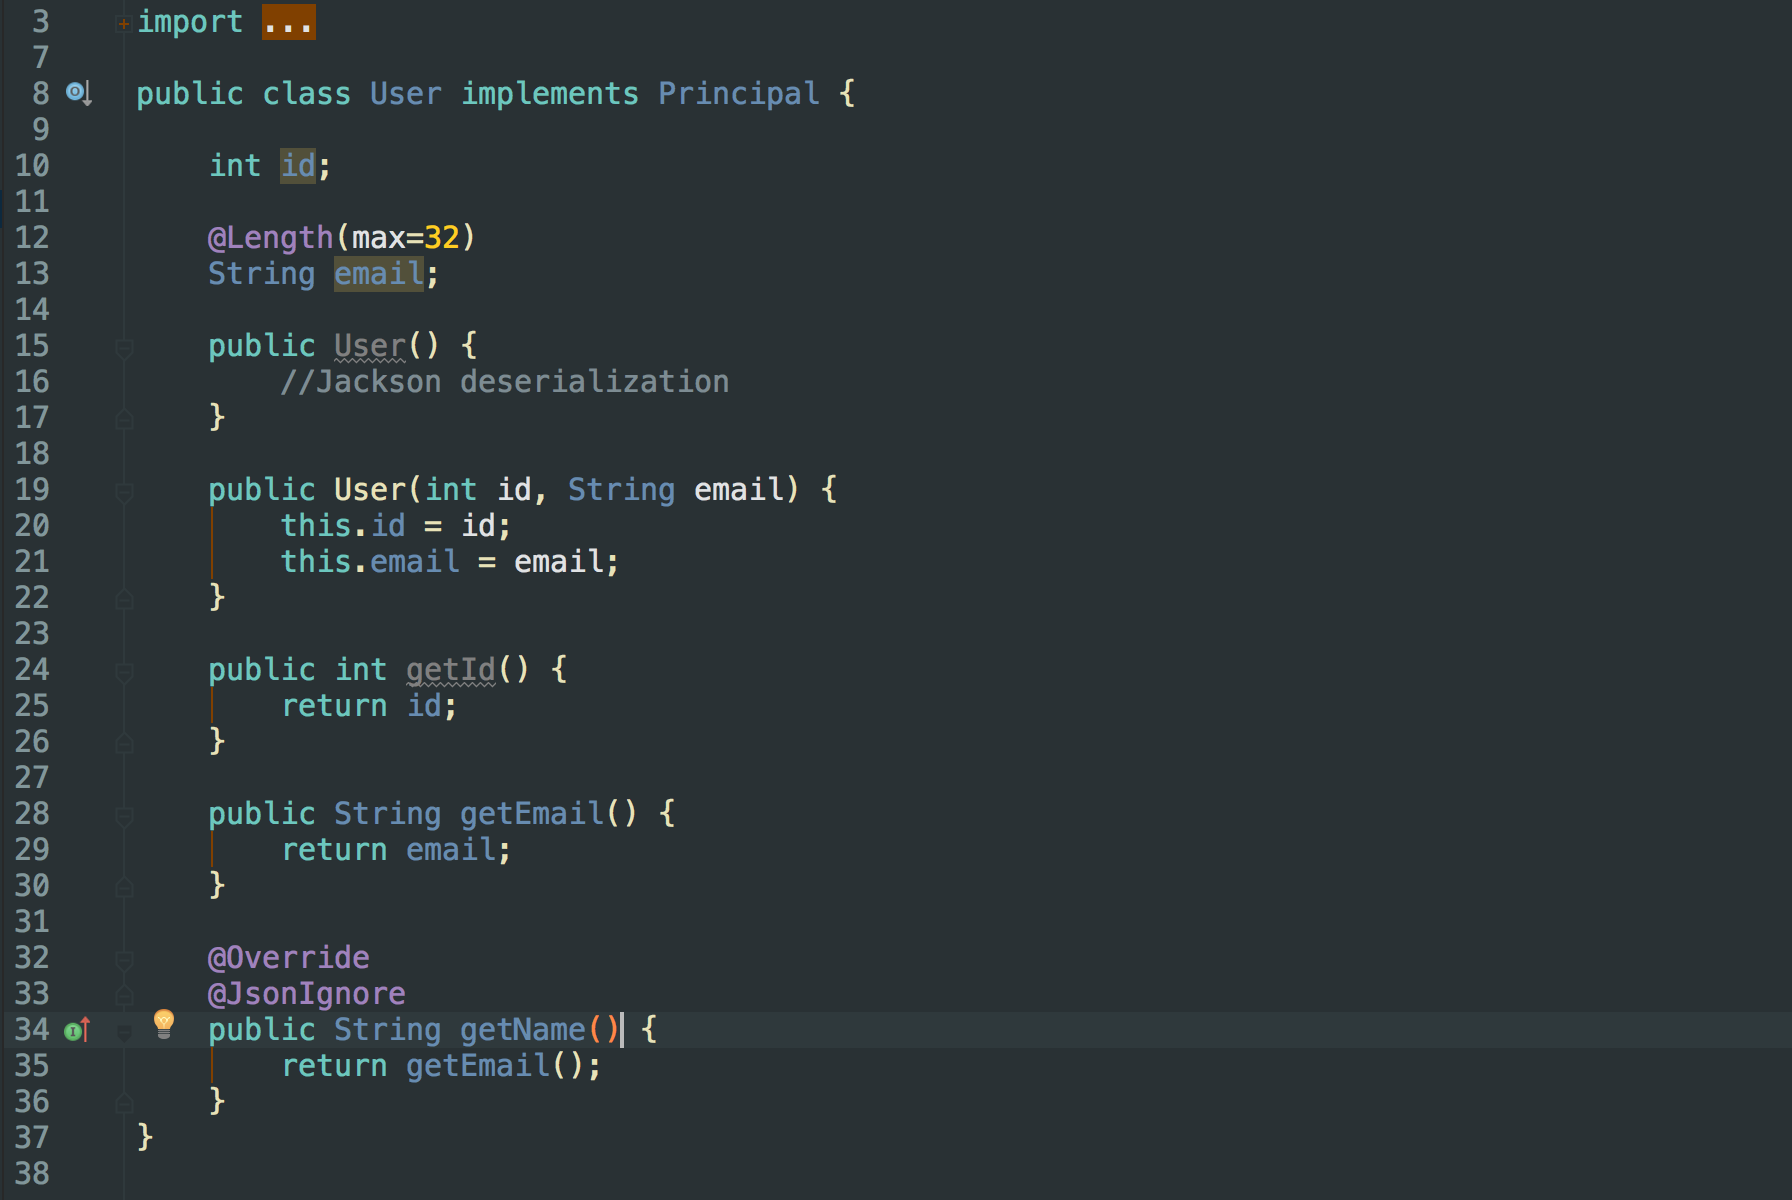 3 import ...
7
8 public class User implements Principal {
9
10     int id;
11
12     @Length(max=32)
13     String email;
14
15     public User() {
16         //Jackson deserialization
17     }
18
19     public User(int id, String email) {
20         this.id = id;
21         this.email = email;
22     }
23
24     public int getId() {
25         return id;
26     }
27
28     public String getEmail() {
29         return email;
30     }
31
32     @Override
33     @JsonIgnore
34     public String getName() {
35         return getEmail();
36     }
37 }
38